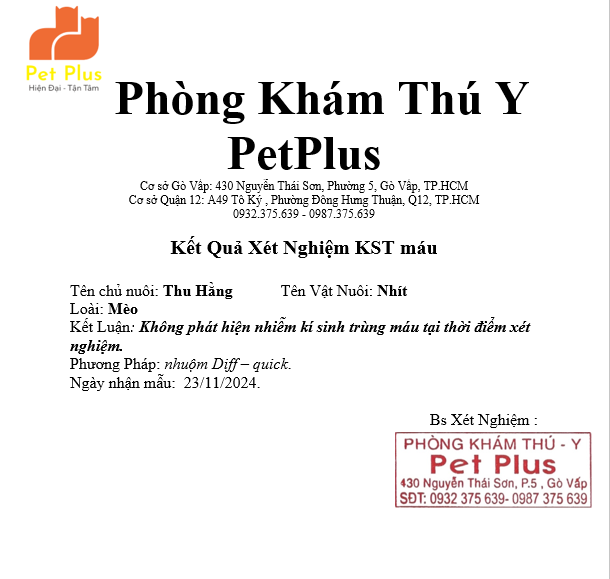 Pet Plus
Hiện Đại - Tận Tâm
Phòng Khám Thú Y
PetPlus
Cơ sở Gò Vấp: 430 Nguyễn Thái Sơn, Phường 5, Gò Vấp, TP.HCM
Cơ sở Quận 12: A49 Tô Ký , Phường Đông Hưng Thuận, Q12, TP.HCM
0932.375.639 - 0987.375.639
Kết Quả Xét Nghiệm KST máu
Tên chủ nuôi: Thu Hằng Tên Vật Nuôi: Nhít
Loài: Mèo
Kết Luận: Không phát hiện nhiễm kí sinh trùng máu tại thời điểm xét
nghiệm.
Phương Pháp: nhuộm Diff – quick.
Ngày nhận mẫu: 23/11/2024.
Bs Xét Nghiệm :
PHÒNG KHÁM THÚ - Y
Pet Plus
430 Nguyễn Thái Sơn, P.5 , Gò Vấp
SĐT: 0932 375 639- 0987 375 639